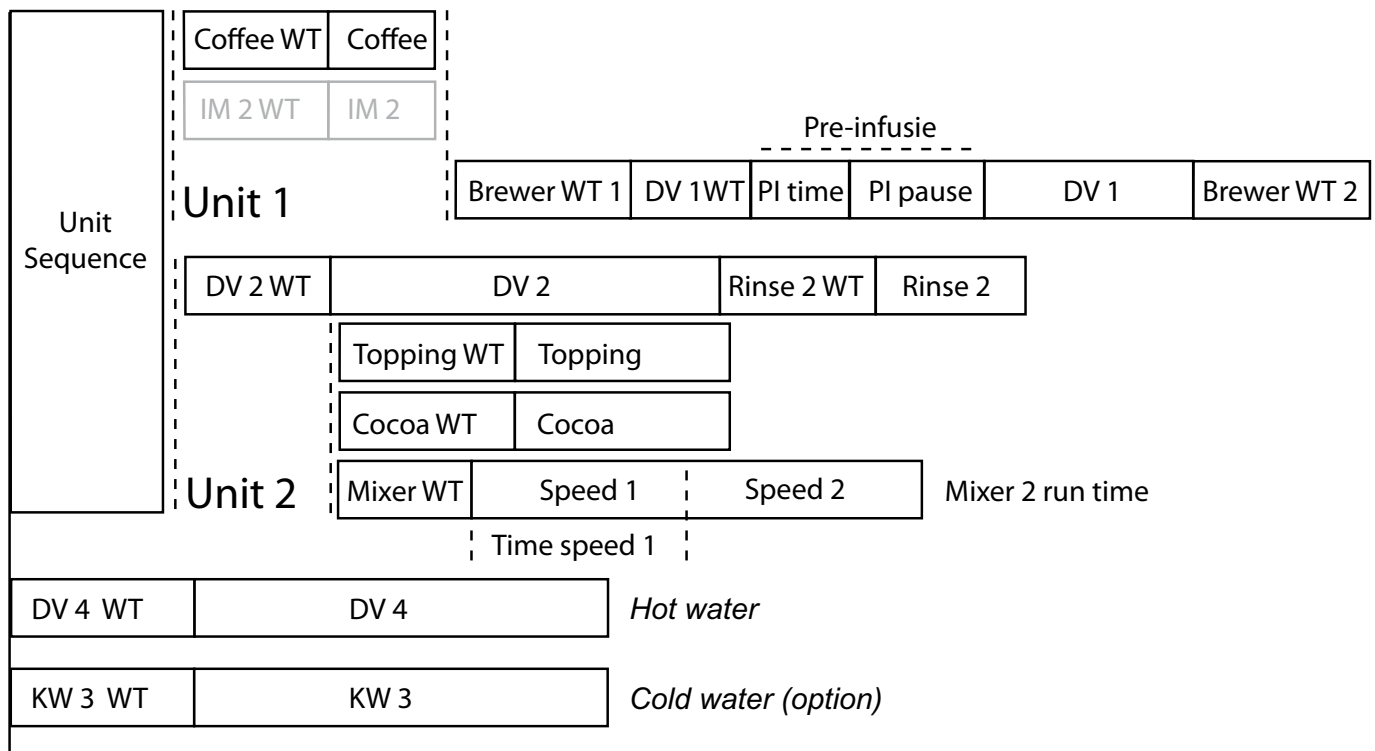 Coffee WT Coffee
IM 2 WT IM 2
Pre-infusie
Unit 1
Brewer WT 1 DV 1WT PI time PI pause DV 1 Brewer WT 2
Unit
Sequence
DV 2 WT DV 2 Rinse 2 WT Rinse 2
Topping WT Topping
Cocoa WT Cocoa
Unit 2
Mixer WT Speed 1 Speed 2 Mixer 2 run time
Time speed 1
DV 4 WT DV 4 Hot water
KW 3 WT KW 3 Cold water (option)